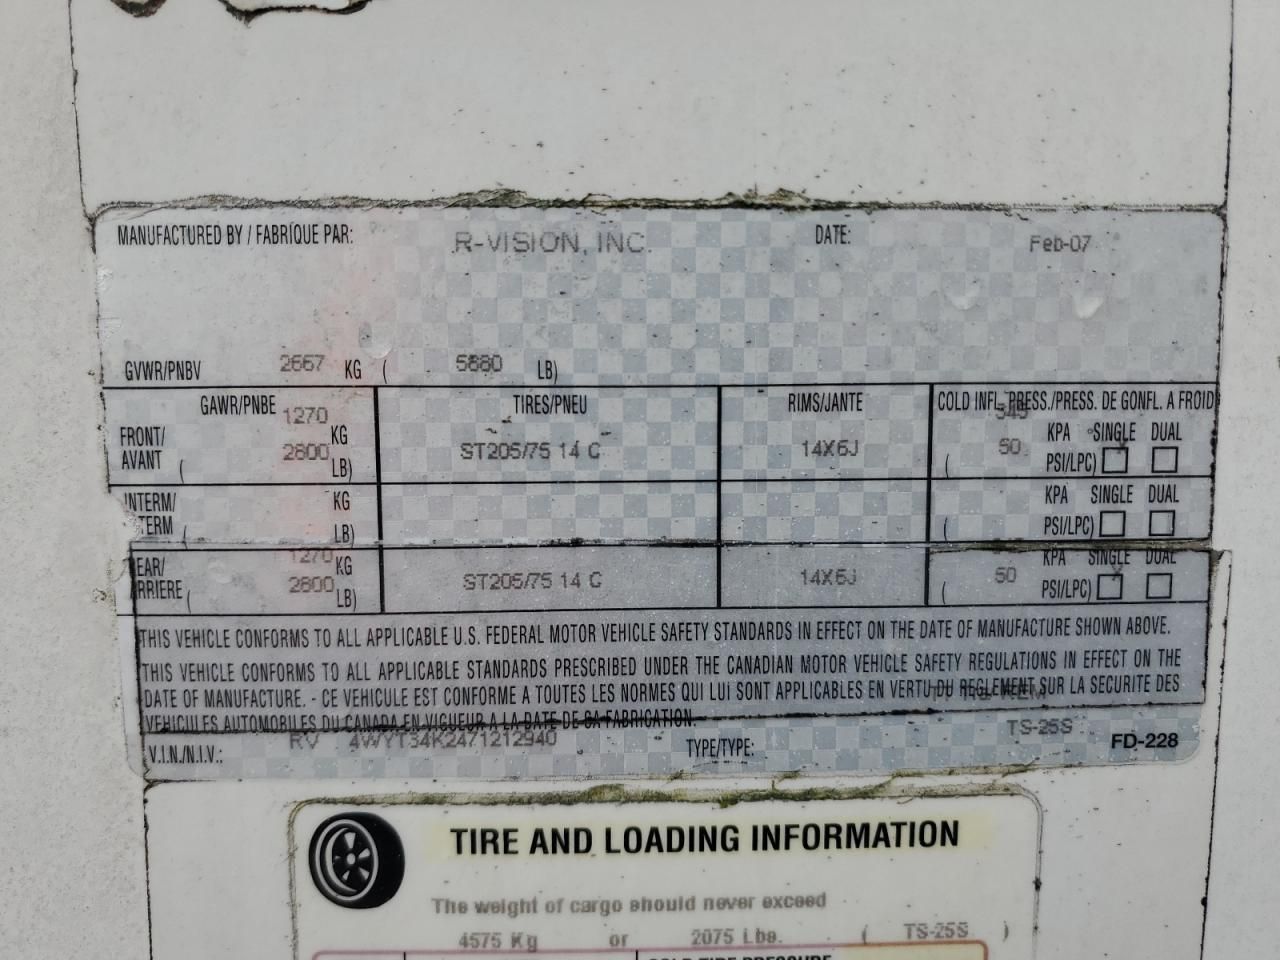 MANUFACTURED BY / FABRIQUE PAR: R-VISION, INC. DATE: Feb-07
GVWR/PNBV 2667 KG ( 5880 LB)
GAWR/PNBE TIRES/PNEU RIMS/JANTE COLD INFL. PRESS./PRESS. DE GONFL. A FROID
FRONT/ 1270 KG 345 KPA SINGLE DUAL
AVANT ( 2800 LB) ST205/75 14 C 14X6J ( 50 PSI/LPC)
INTERM/ KG KPA SINGLE DUAL
TERM LB) ( PSI/LPC)
EAR/ 1270 KG KPA SINGLE DUAL
RRIERE ( 2800 LB) ST205/75 14 C 14X6J ( 50 PSI/LPC)
THIS VEHICLE CONFORMS TO ALL APPLICABLE U.S. FEDERAL MOTOR VEHICLE SAFETY STANDARDS IN EFFECT ON THE DATE OF MANUFACTURE SHOWN ABOVE.
THIS VEHICLE CONFORMS TO ALL APPLICABLE STANDARDS PRESCRIBED UNDER THE CANADIAN MOTOR VEHICLE SAFETY REGULATIONS IN EFFECT ON THE
DATE OF MANUFACTURE. - CE VEHICULE EST CONFORME A TOUTES LES NORMES QUI LUI SONT APPLICABLES EN VERTU DU REGLEMENT SUR LA SECURITE DES
VEHICULES AUTOMOBILES DU CANADA EN VIGUEUR A LA DATE DE SA FABRICATION.
V.I.N./N.I.V.: RV 4WYT34K2471212940 TYPE/TYPE: TS-25S FD-228
TIRE AND LOADING INFORMATION
The weight of cargo should never exceed
4575 Kg or 2075 Lbs. ( TS-25S )